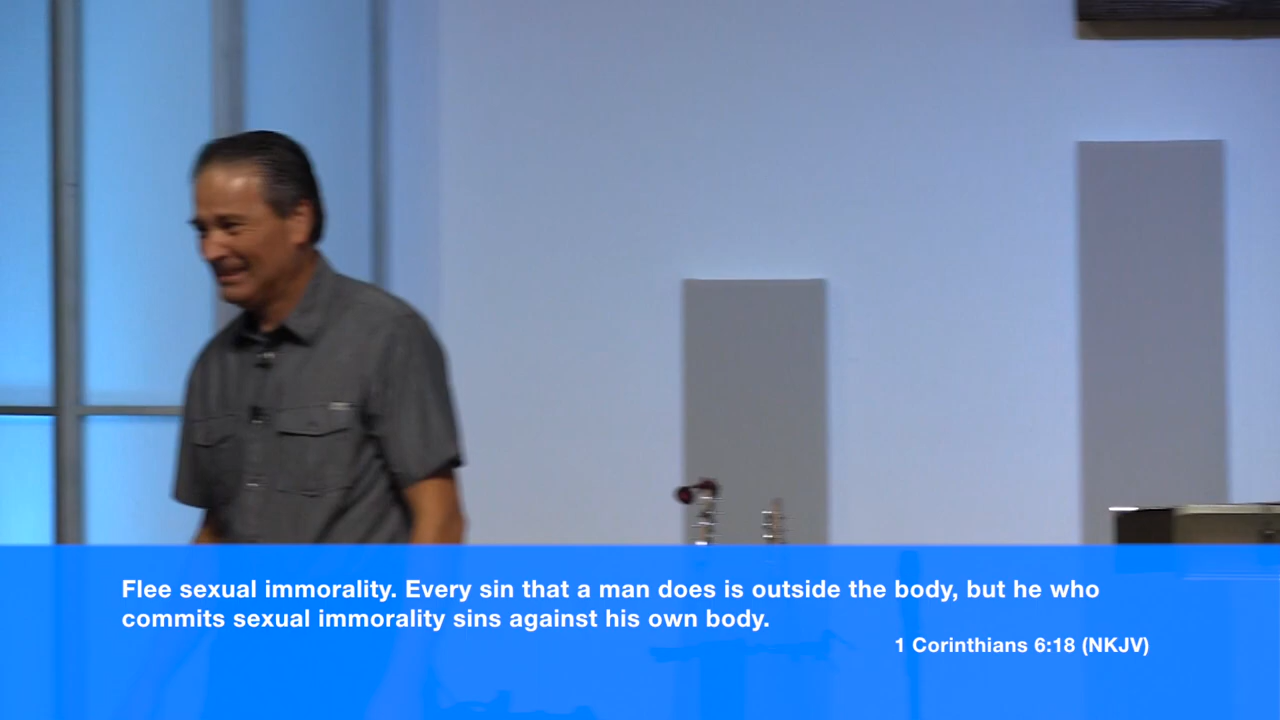 Flee sexual immorality. Every sin that a man does is outside the body, but he who
commits sexual immorality sins against his own body.
1 Corinthians 6:18 (NKJV)